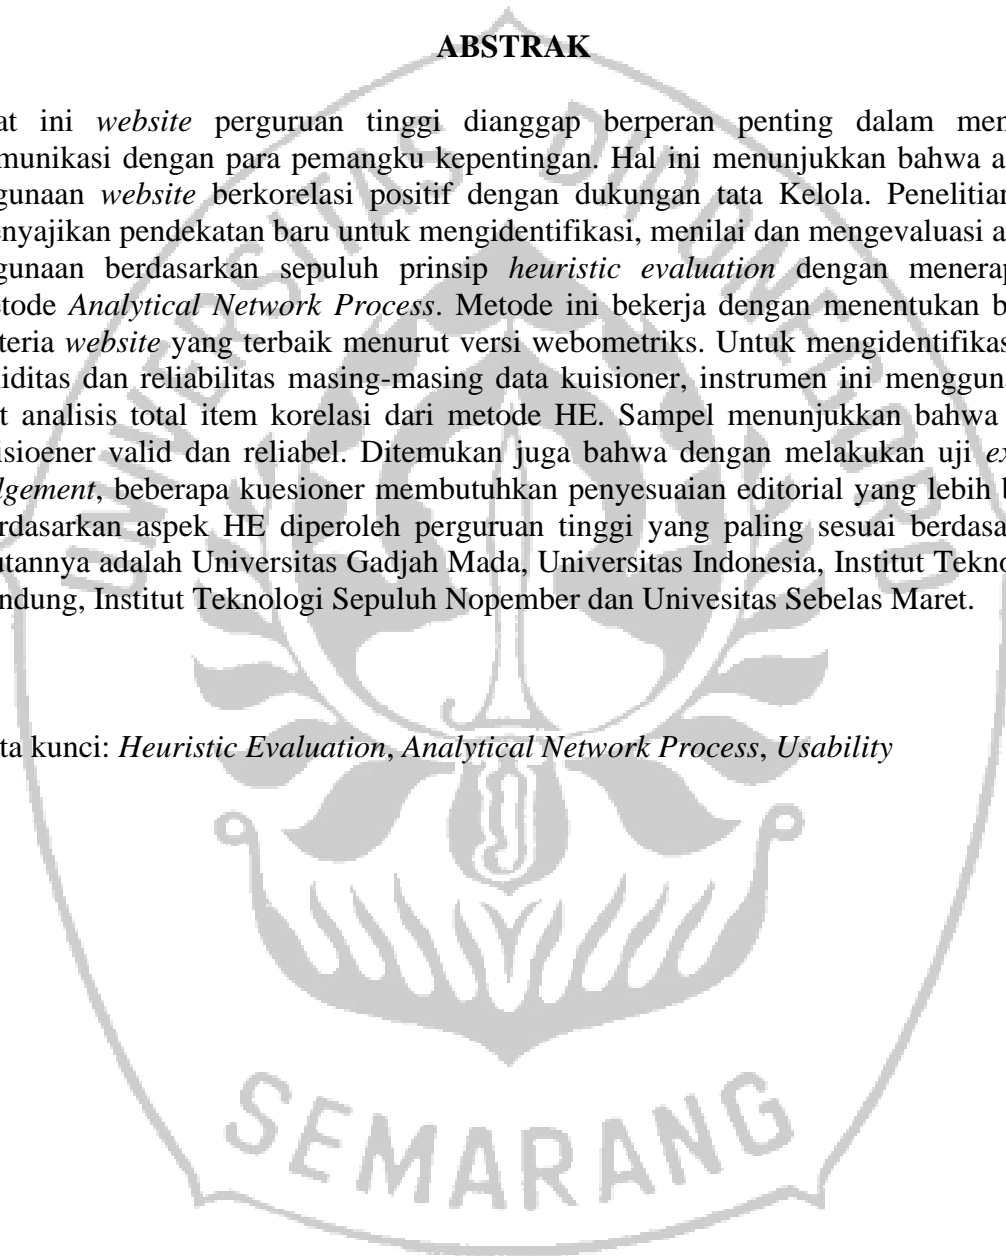 ABSTRAK
at ini website perguruan tinggi dianggap berperan penting dalam men
munikasi dengan para pemangku kepentingan. Hal ini menunjukkan bahwa a
gunaan website berkorelasi positif dengan dukungan tata Kelola. Penelitian
enyajikan pendekatan baru untuk mengidentifikasi, menilai dan mengevaluasi a
gunaan berdasarkan sepuluh prinsip heuristic evaluation dengan menerap
etode Analytical Network Process. Metode ini bekerja dengan menentukan b
teria website yang terbaik menurut versi webometriks. Untuk mengidentifikas
iditas dan reliabilitas masing-masing data kuisioner, instrumen ini menggun
t analisis total item korelasi dari metode HE. Sampel menunjukkan bahwa
isioener valid dan reliabel. Ditemukan juga bahwa dengan melakukan uji ex
dgement, beberapa kuesioner membutuhkan penyesuaian editorial yang lebih b
rdasarkan aspek HE diperoleh perguruan tinggi yang paling sesuai berdasa
utannya adalah Universitas Gadjah Mada, Universitas Indonesia, Institut Tekno
ndung, Institut Teknologi Sepuluh Nopember dan Univesitas Sebelas Maret.
ta kunci: Heuristic Evaluation, Analytical Network Process, Usability
UNIVERSITAS DIPONEGORO
SEMARANG